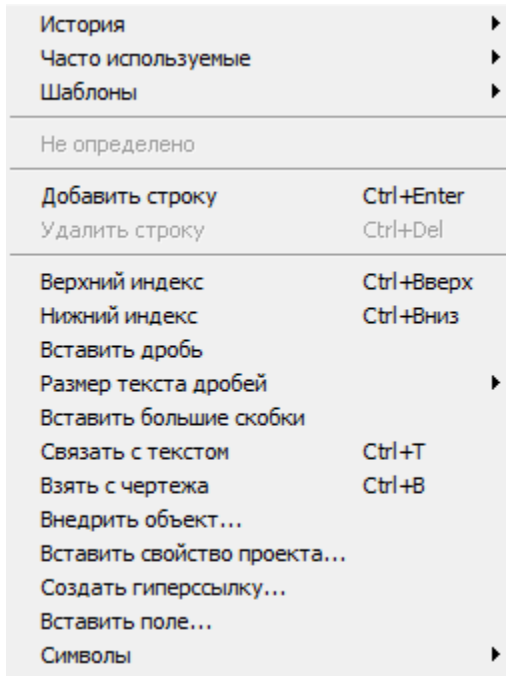 История
Часто используемые
Шаблоны
Не определено
Добавить строку Ctrl+Enter
Удалить строку Ctrl+Del
Верхний индекс Ctrl+Вверх
Нижний индекс Ctrl+Вниз
Вставить дробь
Размер текста дробей
Вставить большие скобки
Связать с текстом Ctrl+T
Взять с чертежа Ctrl+B
Внедрить объект...
Вставить свойство проекта...
Создать гиперссылку...
Вставить поле...
Символы